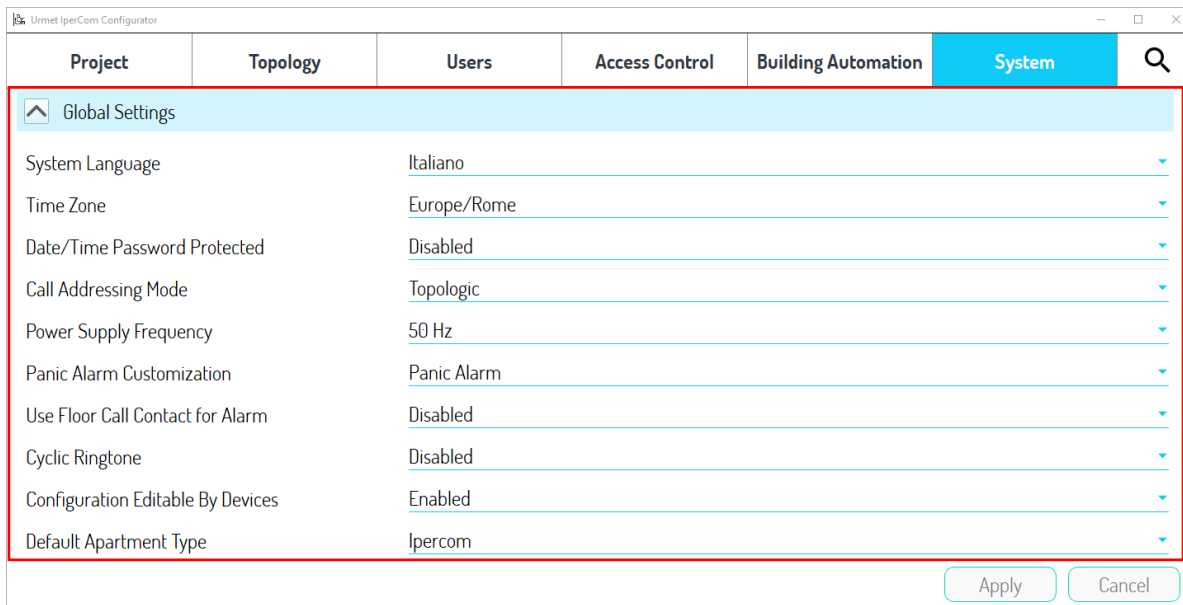 Urmet IperCom Configurator
Project Topology Users Access Control Building Automation System
Global Settings
System Language Italiano
Time Zone Europe/Rome
Date/Time Password Protected Disabled
Call Addressing Mode Topologic
Power Supply Frequency 50 Hz
Panic Alarm Customization Panic Alarm
Use Floor Call Contact for Alarm Disabled
Cyclic Ringtone Disabled
Configuration Editable By Devices Enabled
Default Apartment Type Ipercom
Apply Cancel